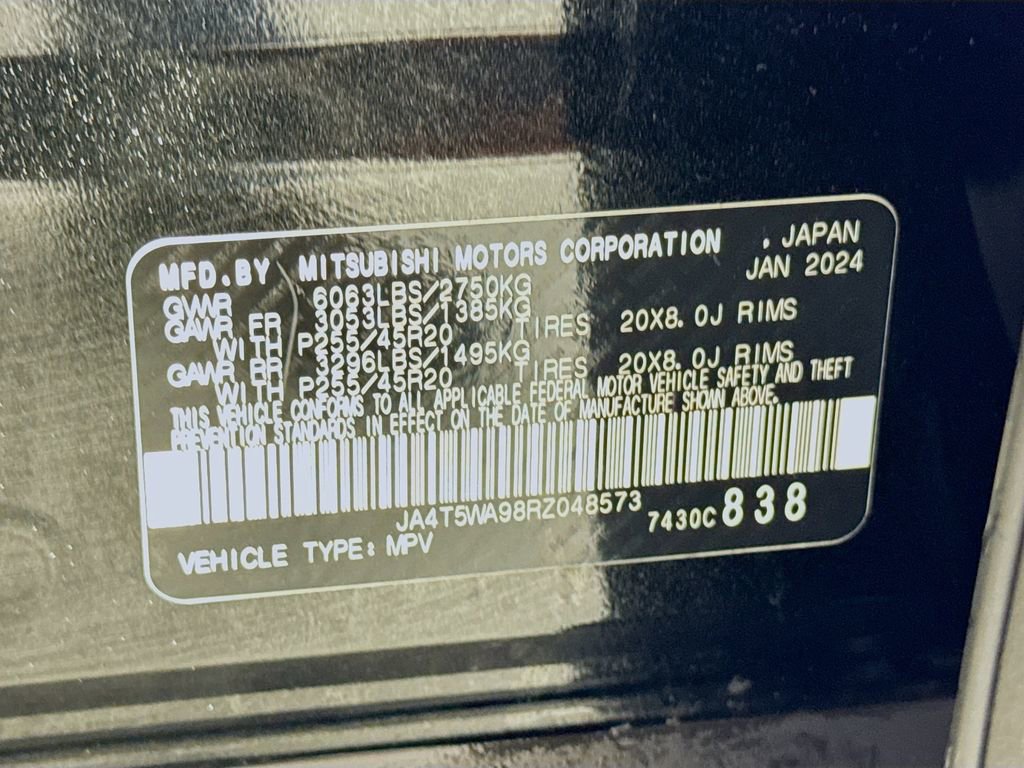 MFD. BY MITSUBISHI MOTORS CORPORATION . JAPAN
JAN 2024
GVWR 6063LBS/2750KG
GAWR FR 3053LBS/1385KG
WITH P255/45R20 TIRES 20X8.0J RIMS
GAWR RR 3296LBS/1495KG
WITH P255/45R20 TIRES 20X8.0J RIMS
THIS VEHICLE CONFORMS TO ALL APPLICABLE FEDERAL MOTOR VEHICLE SAFETY AND THEFT
PREVENTION STANDARDS IN EFFECT ON THE DATE OF MANUFACTURE SHOWN ABOVE.
JA4T5WA98RZ048573 7430C 838
VEHICLE TYPE: MPV